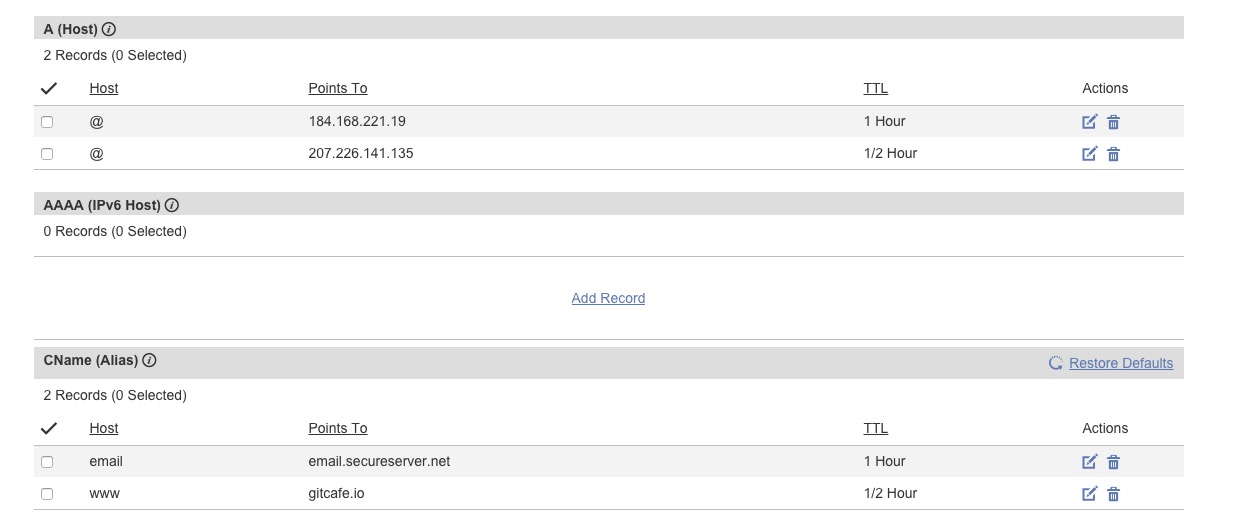 A (Host)
2 Records (0 Selected)
Host Points To TTL Actions
@ 184.168.221.19 1 Hour
@ 207.226.141.135 1/2 Hour
AAAA (IPv6 Host)
0 Records (0 Selected)
Add Record
CName (Alias) Restore Defaults
2 Records (0 Selected)
Host Points To TTL Actions
email email.secureserver.net 1 Hour
www gitcafe.io 1/2 Hour